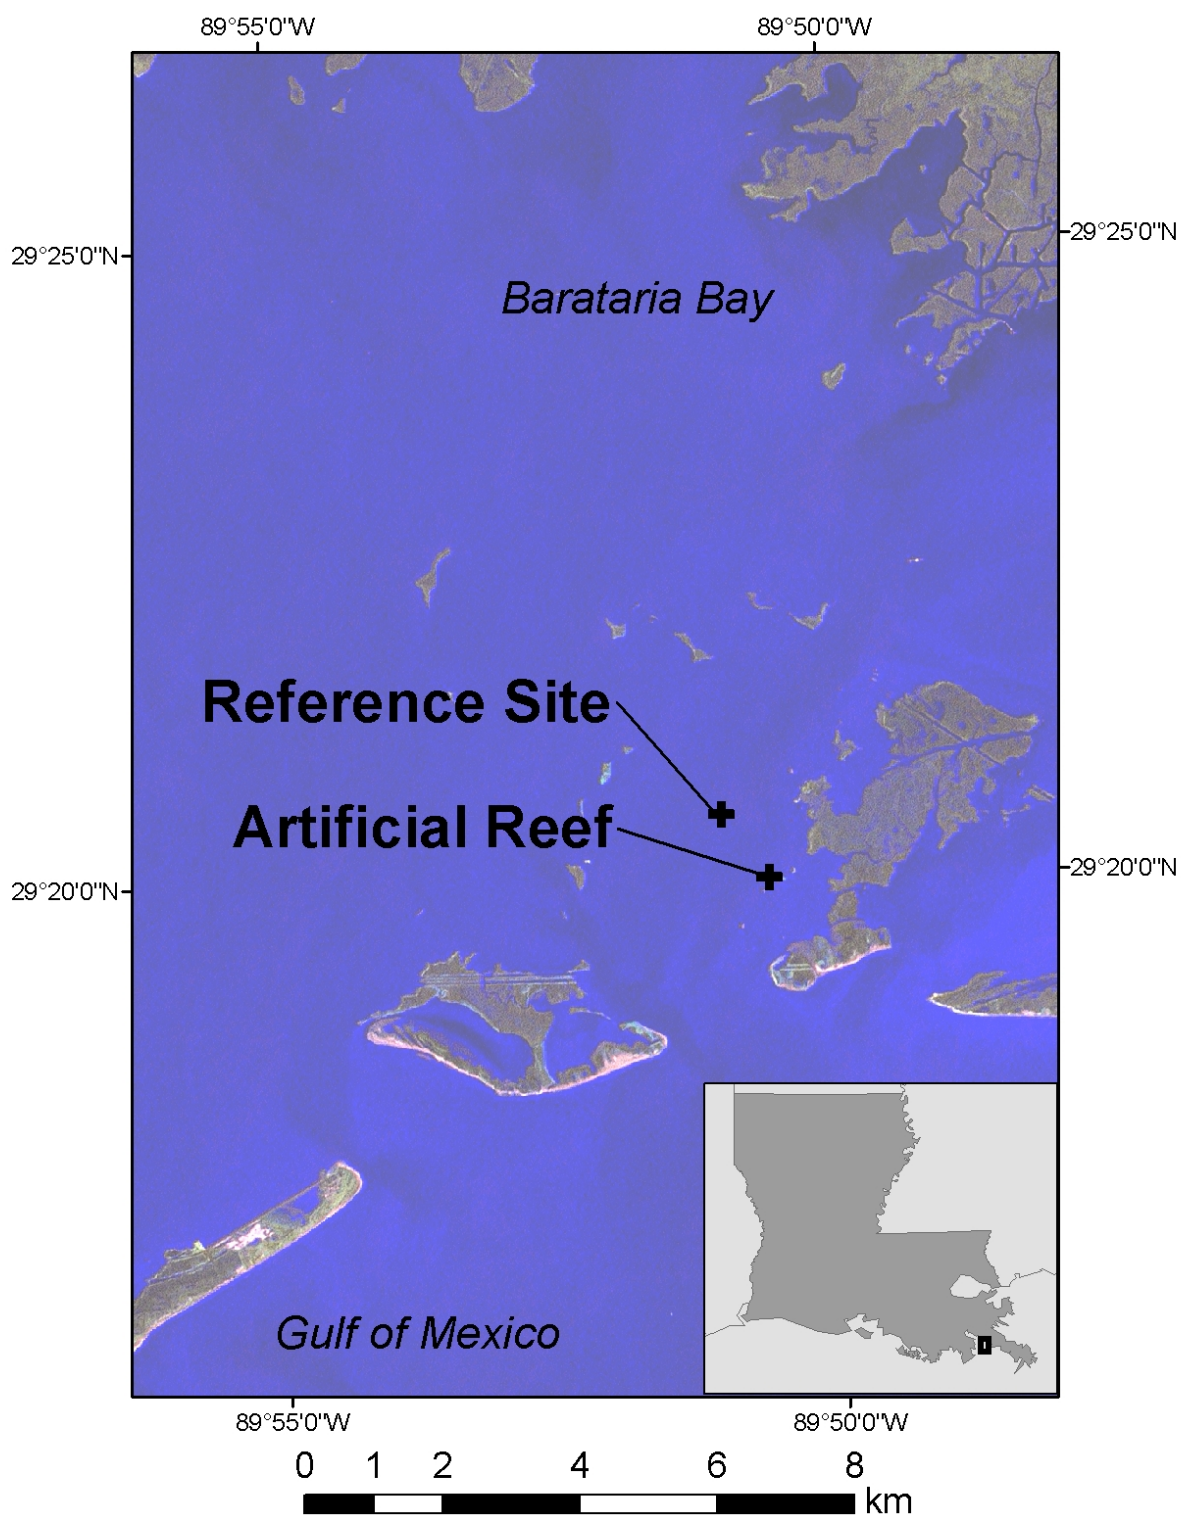 89°55'0"W 89°50'0"W
29°25'0"N 29°25'0"N
Barataria Bay
Reference Site
Artificial Reef
29°20'0"N 29°20'0"N
Gulf of Mexico
89°55'0"W 89°50'0"W
0 1 2 4 6 8
km